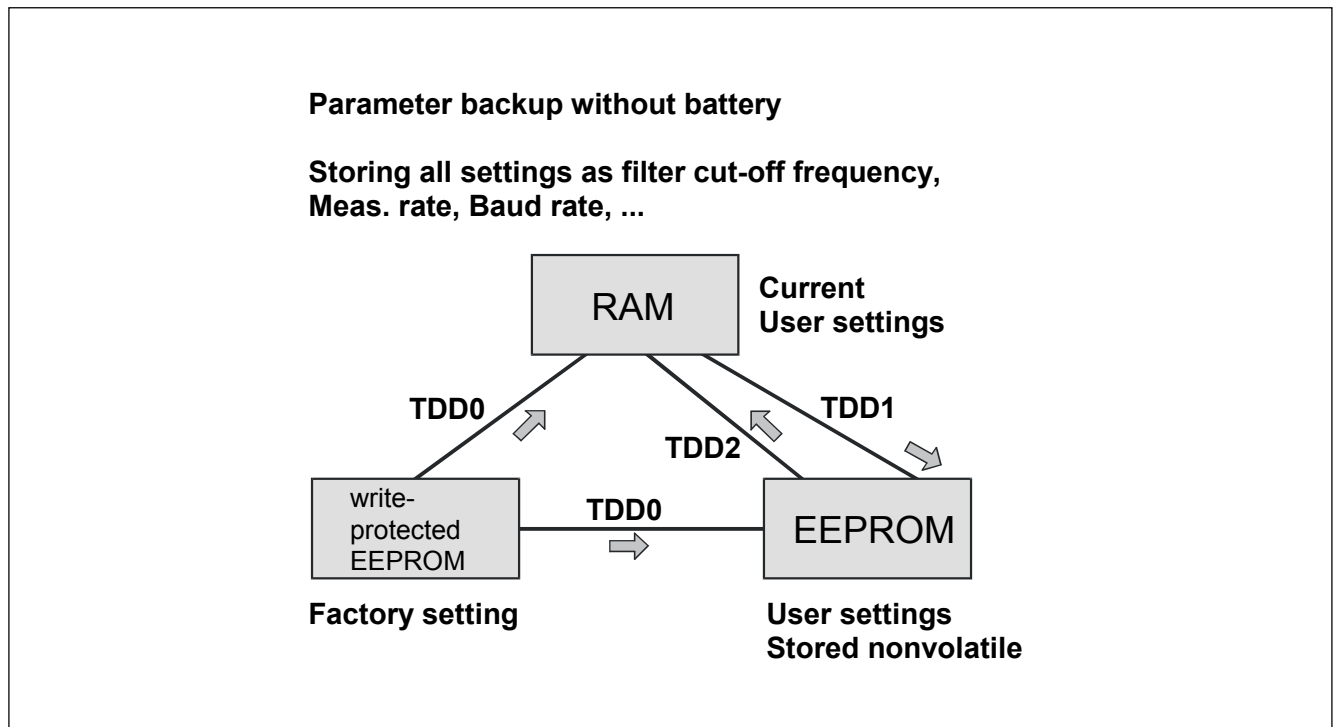 Parameter backup without battery
Storing all settings as filter cut-off frequency,
Meas. rate, Baud rate, ...
RAM
Current
User settings
TDD0
TDD1
TDD2
write-
protected
EEPROM
TDD0
EEPROM
Factory setting
User settings
Stored nonvolatile